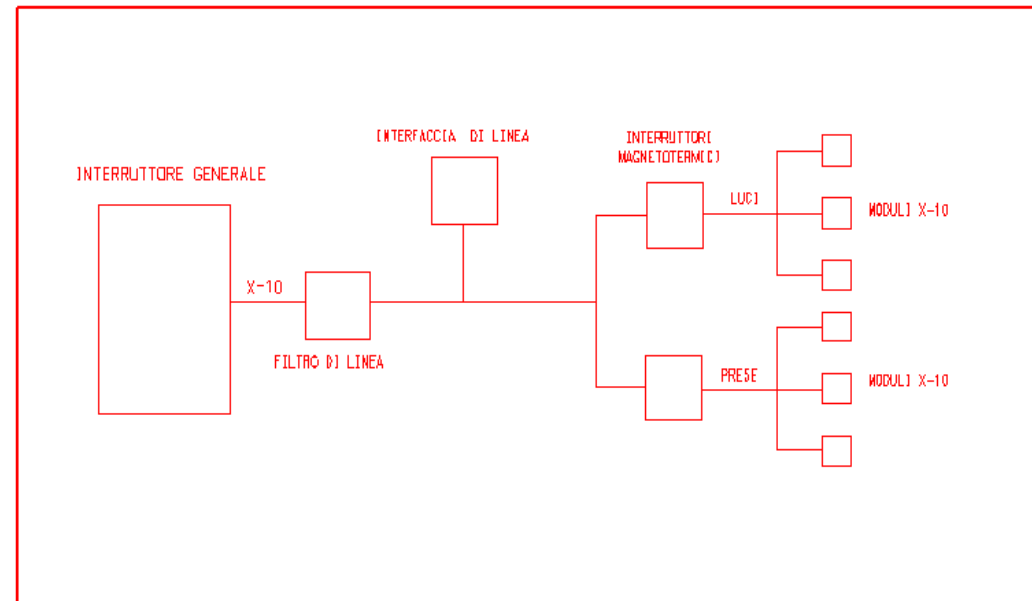 INTERFACCIA DI LINEA
INTERRUTTORI
MAGNETOTERMICI
INTERRUTTORE GENERALE
LUCI
MODULI X-10
X-10
FILTRO DI LINEA
PRESE
MODULI X-10